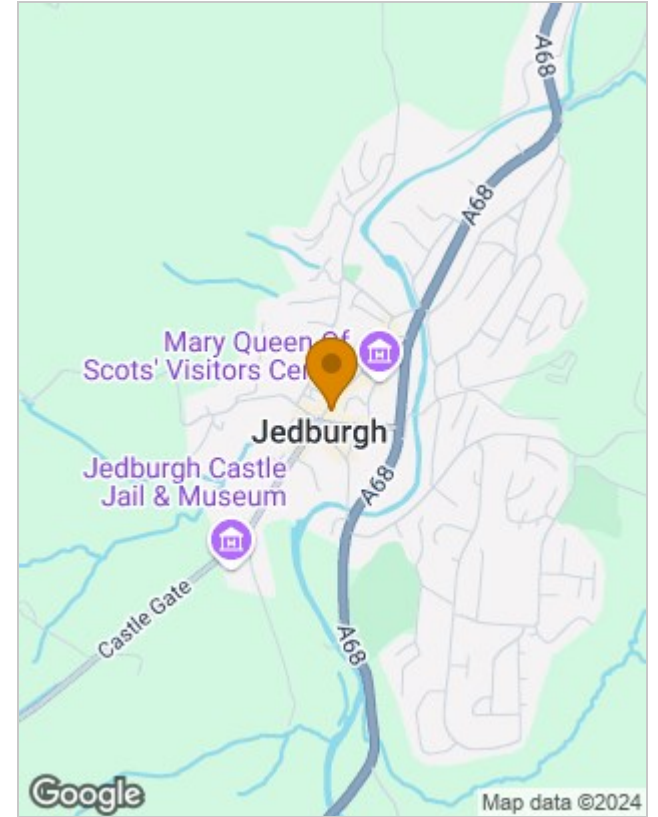 A68
A68
Mary Queen Of
Scots' Visitors Cen
Jedburgh
Jedburgh Castle
Jail & Museum
A68
Castle Gate
A68
Google
Map data ©2024